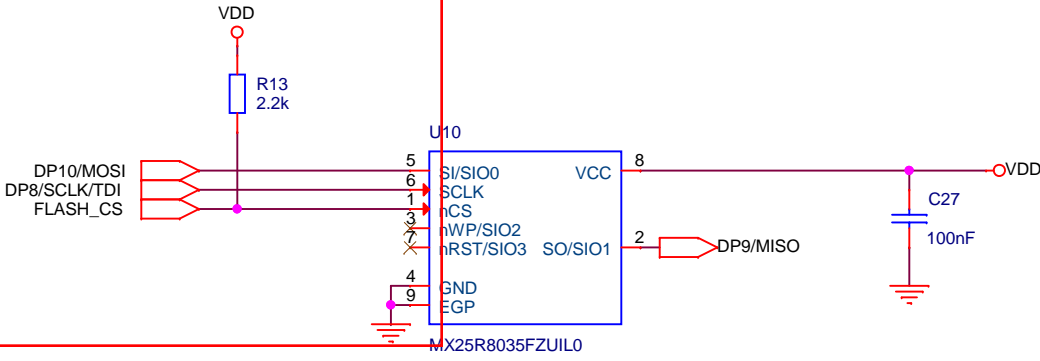 VDD
R13
2.2k
U10
DP10/MOSI
5
SI/SIO0
VCC
8
VDD
DP8/SCLK/TDI
6
SCLK
FLASH_CS
1
nCS
C27
3
nWP/SIO2
100nF
7
nRST/SIO3
SO/SIO1
2
DP9/MISO
4
GND
9
EGP
MX25R8035FZUIL0